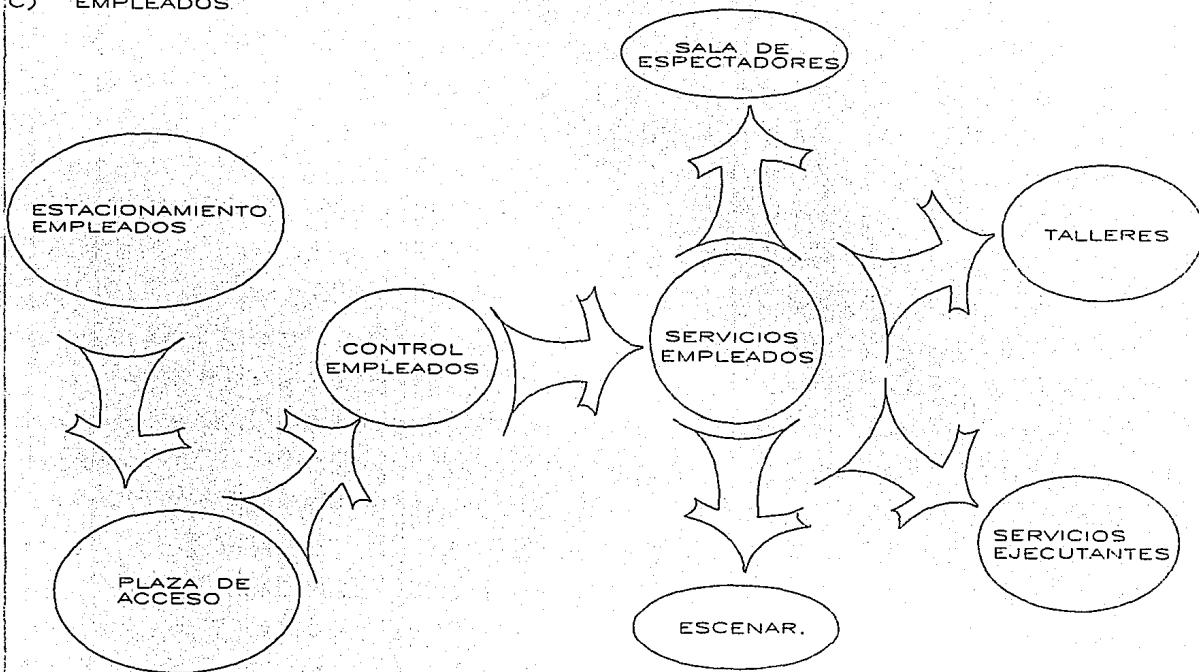 C) EMPLEADOS.
SALA DE
ESPECTADORES
ESTACIONAMIENTO
EMPLEADOS
TALLERES
CONTROL
EMPLEADOS
SERVICIOS
EMPLEADOS
SERVICIOS
EJECUTANTES
PLAZA DE
ACCESO
ESCENAR.